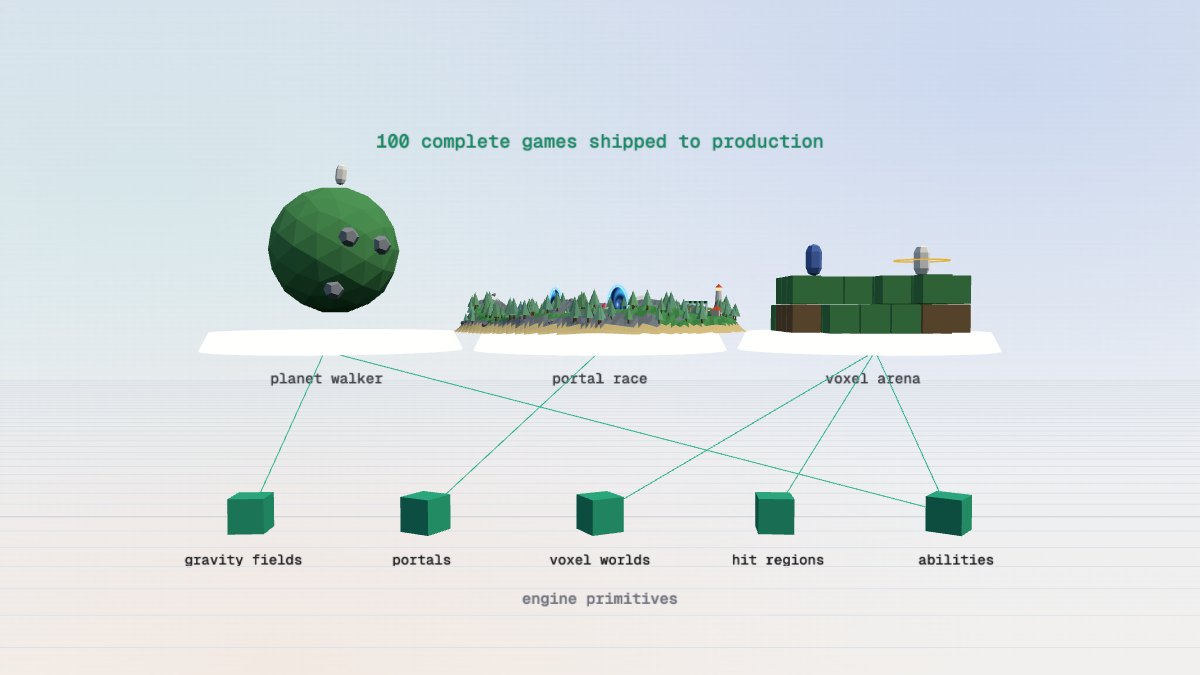 100 complete games shipped to production
planet walker
portal race
voxel arena
gravity fields
portals
voxel worlds
hit regions
abilities
engine primitives